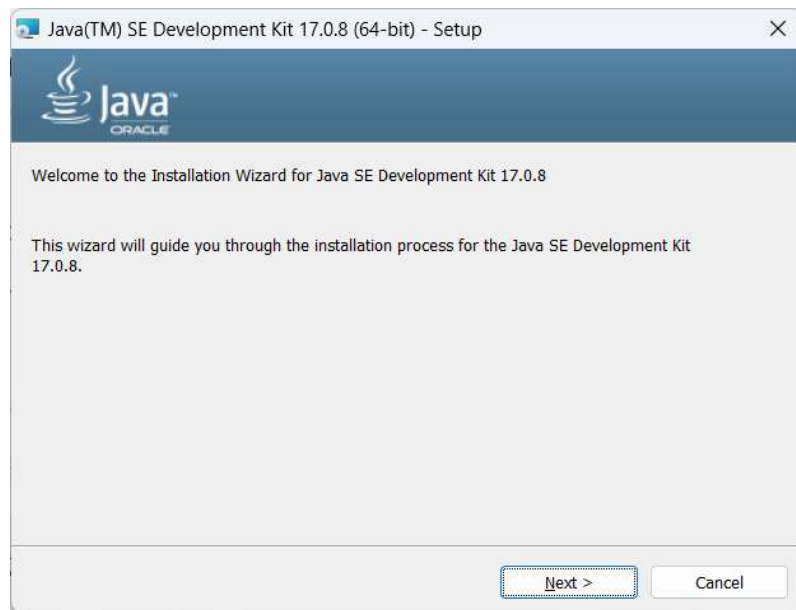 Java(TM) SE Development Kit 17.0.8 (64-bit) - Setup
Java™
ORACLE
Welcome to the Installation Wizard for Java SE Development Kit 17.0.8
This wizard will guide you through the installation process for the Java SE Development Kit
17.0.8.
Next >
Cancel